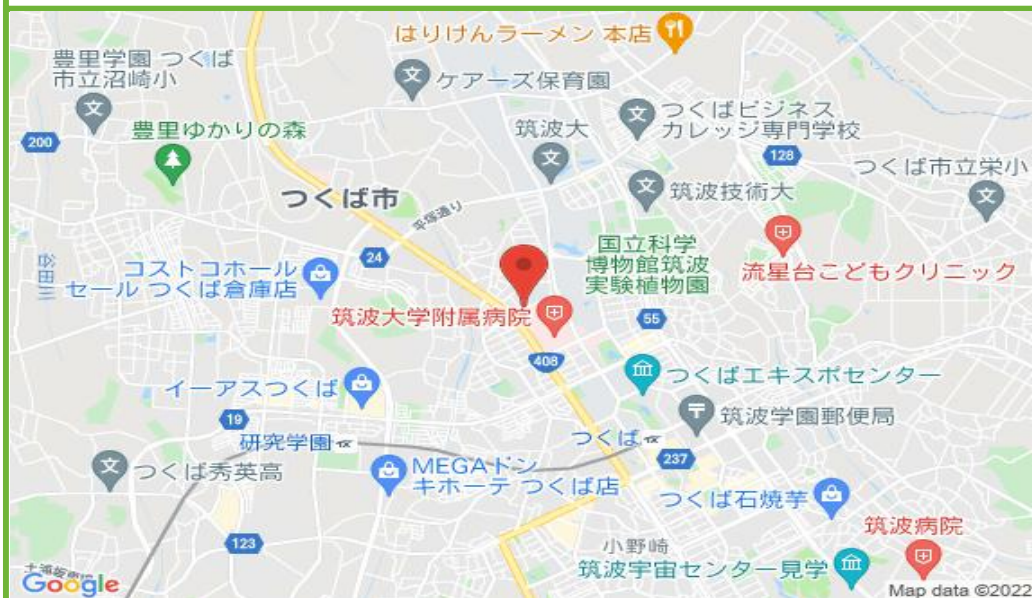 はりけんラーメン 本店
豊里学園 つくば
市立沼崎小
ケアーズ保育園
つくばビジネス
カレッジ専門学校
200
豊里ゆかりの森
筑波大
128
つくば市立栄小
つくば市
平塚通り
筑波技術大
谷田川
24
国立科学
博物館筑波
実験植物園
コストコホール
セール つくば倉庫店
流星台こどもクリニック
筑波大学附属病院
55
408
つくばエキスポセンター
イーアスつくば
19
筑波学園郵便局
研究学園
つくば
237
つくば秀英高
MEGAドン
キホーテ つくば店
つくば石焼芋
筑波病院
123
小野崎
筑波宇宙センター見学
Google
Map data ©2022